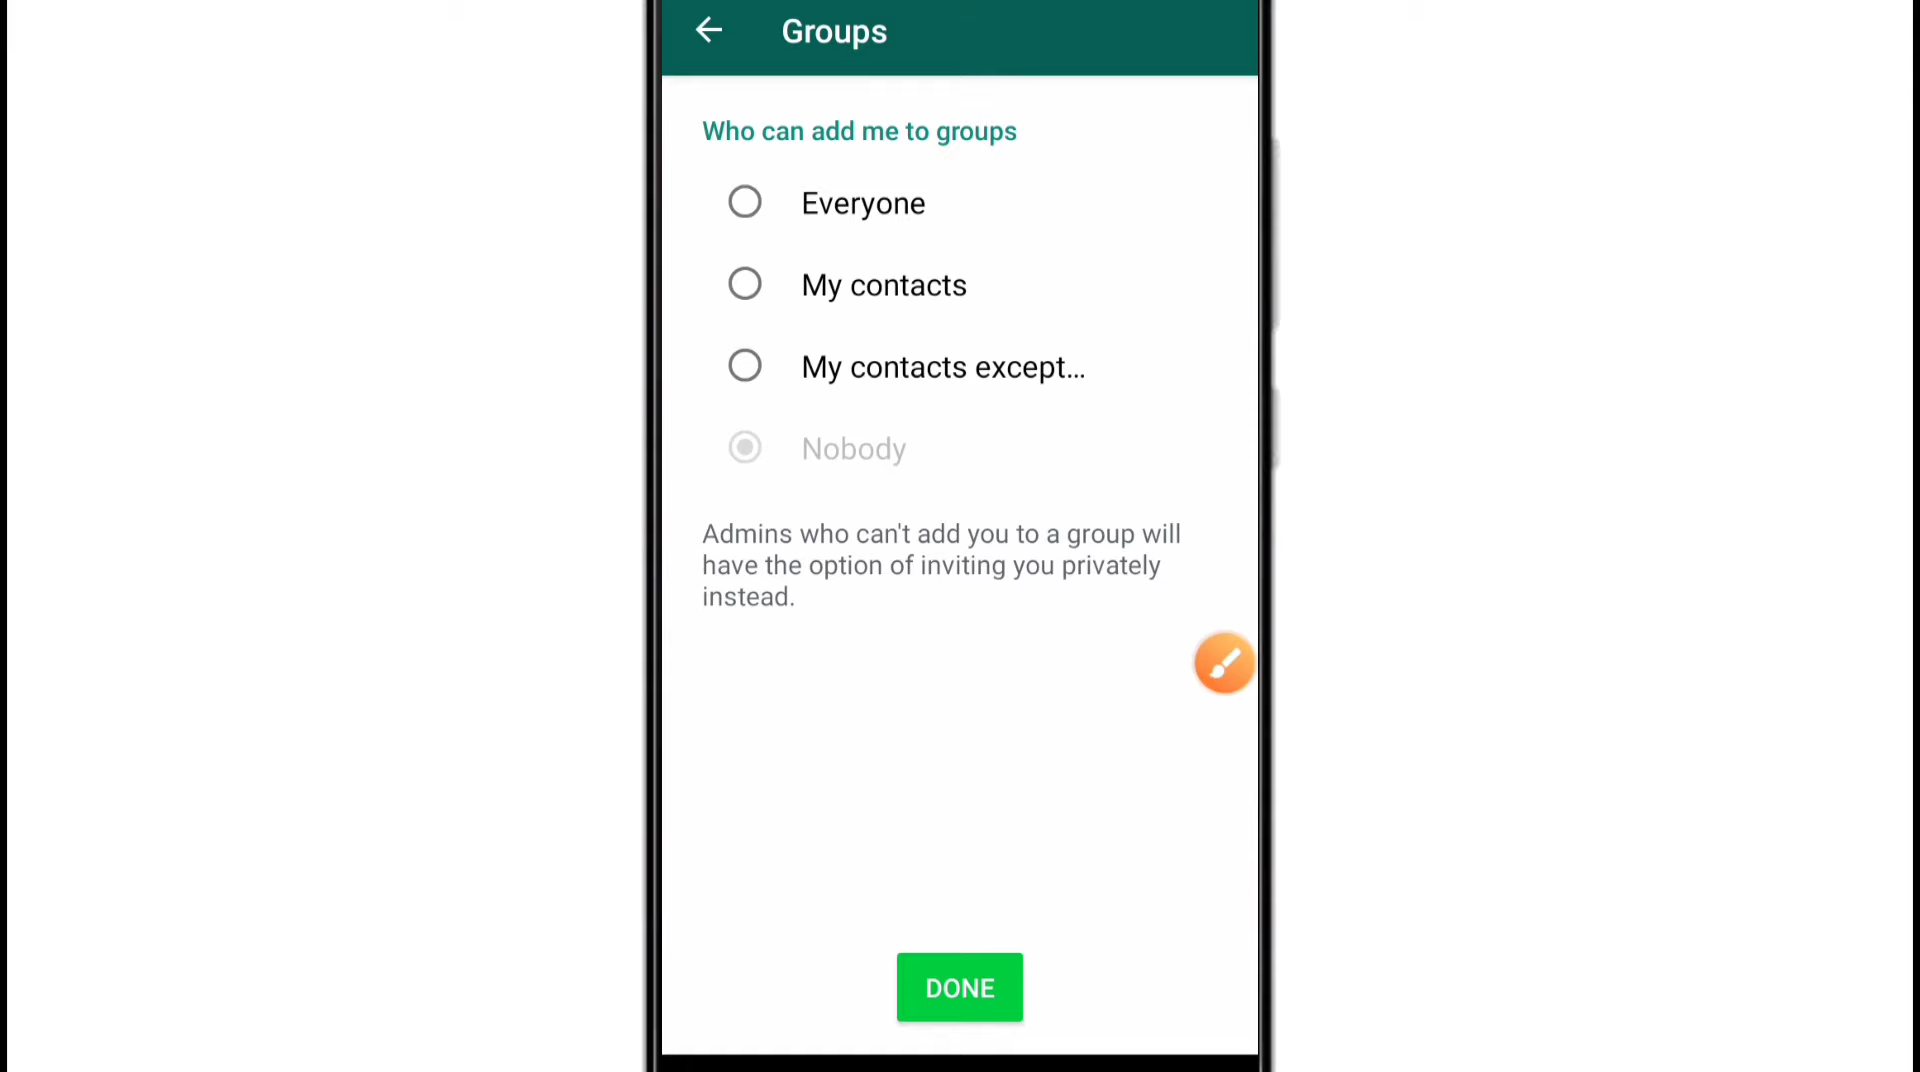 Groups
Who can add me to groups
Everyone
My contacts
My contacts except...
Nobody
Admins who can't add you to a group will
have the option of inviting you privately
instead.
DONE